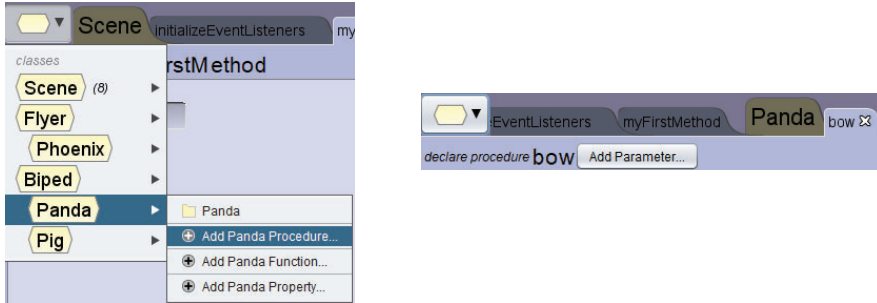 Scene initializeEventListeners my
classes
rstMethod
Scene (8)
Flyer
Phoenix
Biped
Panda
Panda
Add Panda Procedure...
Pig
Add Panda Function...
Add Panda Property...
eEventListeners myFirstMethod Panda bow
declare procedure bow Add Parameter...